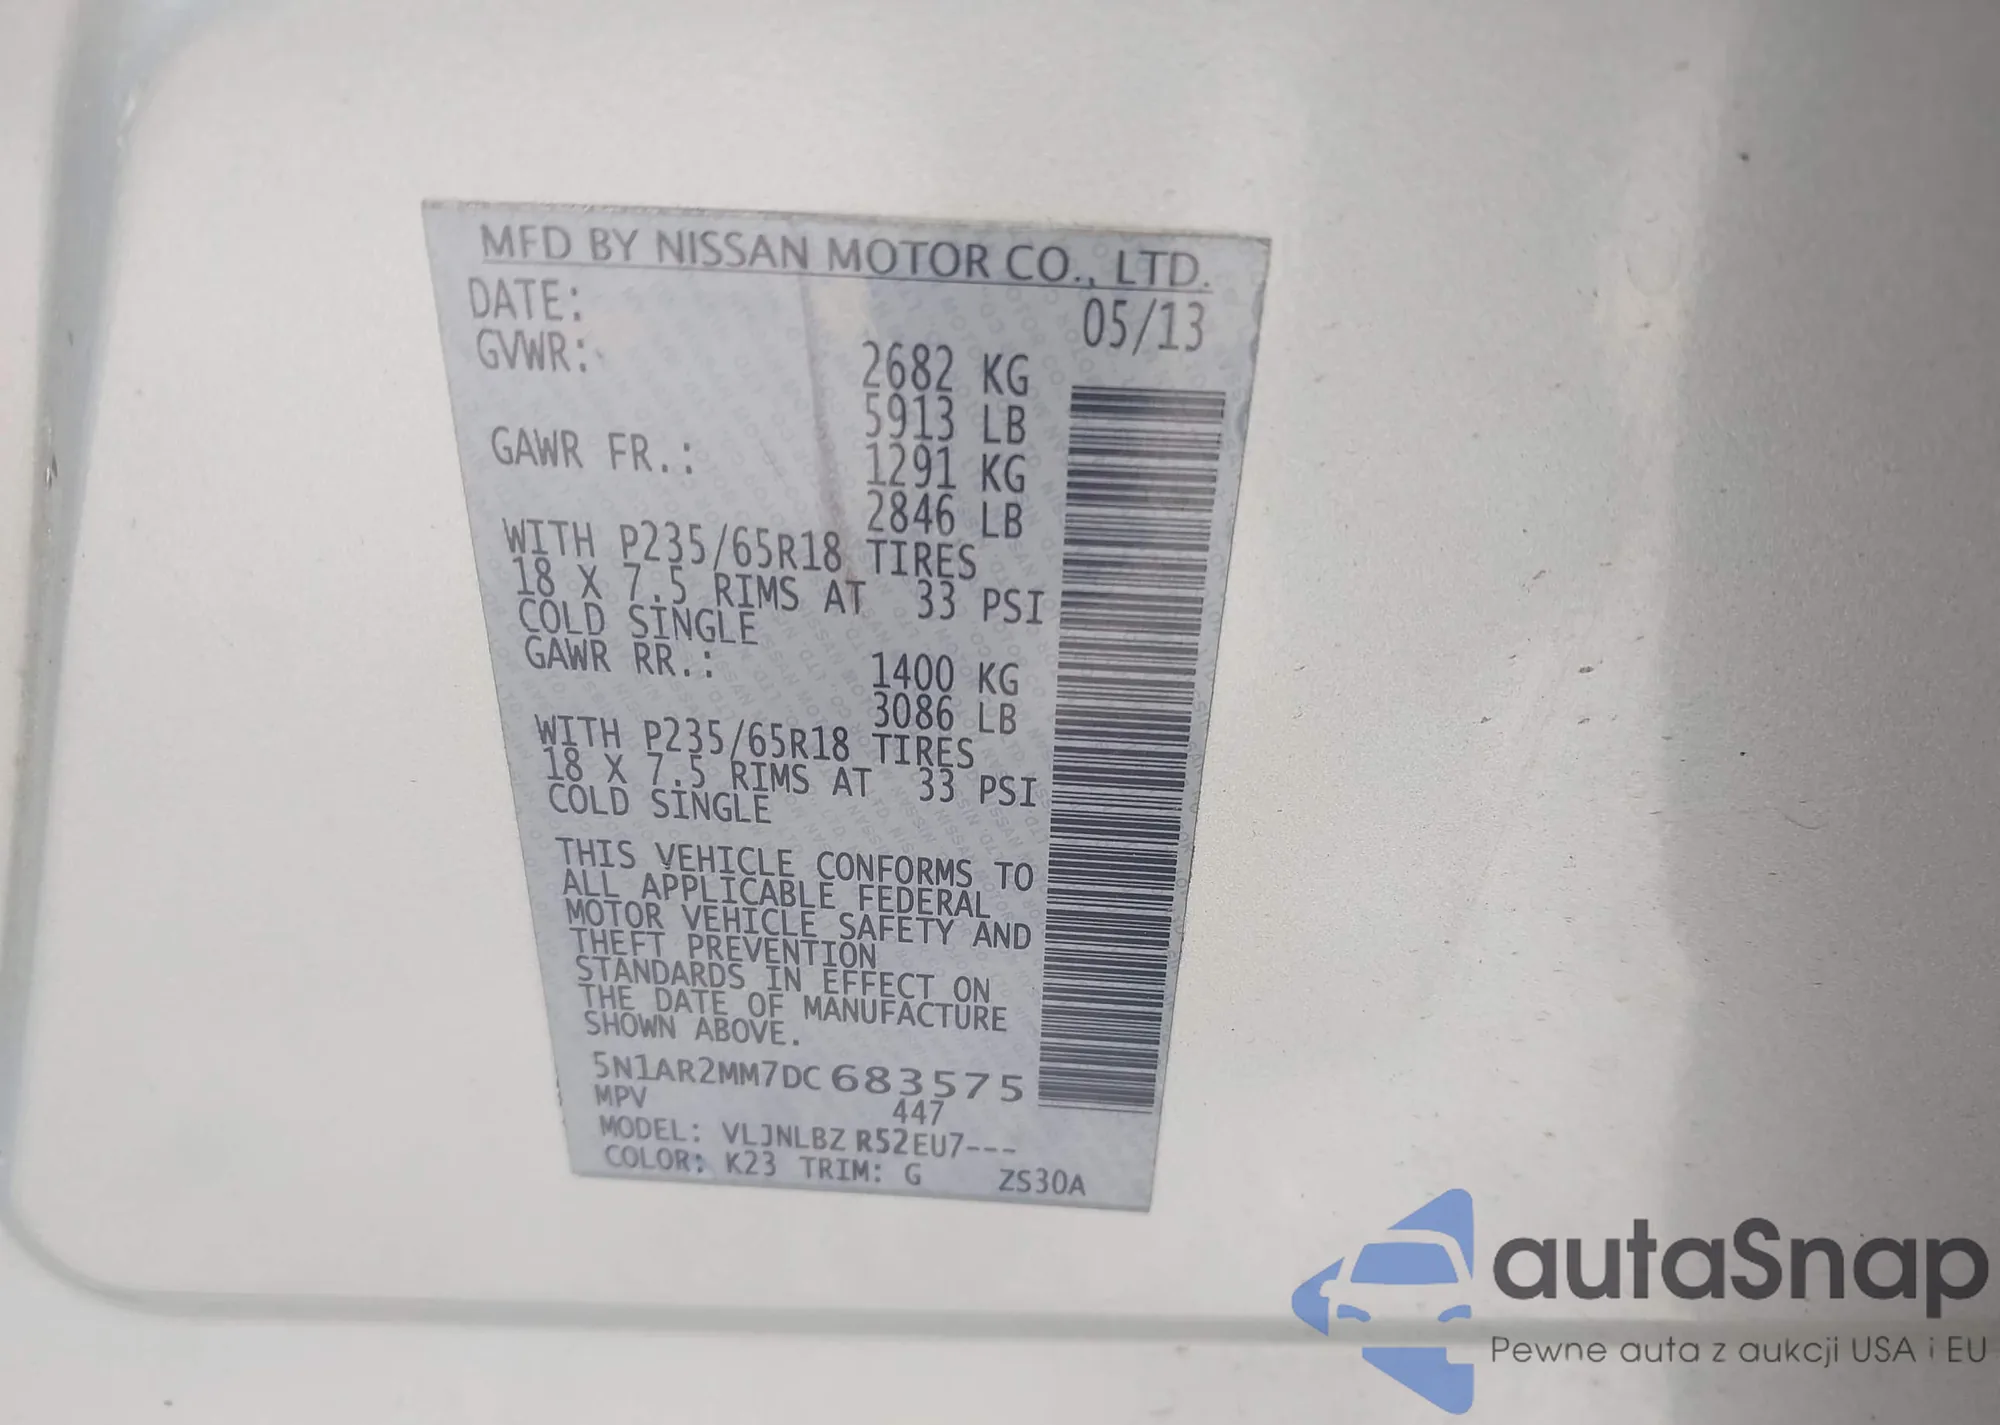 MFD BY NISSAN MOTOR CO., LTD.
DATE: 05/13
GVWR: 2682 KG
5913 LB
GAWR FR.: 1291 KG
2846 LB
WITH P235/65R18 TIRES
18 X 7.5 RIMS AT 33 PSI
COLD SINGLE
GAWR RR.: 1400 KG
3086 LB
WITH P235/65R18 TIRES
18 X 7.5 RIMS AT 33 PSI
COLD SINGLE
THIS VEHICLE CONFORMS TO
ALL APPLICABLE FEDERAL
MOTOR VEHICLE SAFETY AND
THEFT PREVENTION
STANDARDS IN EFFECT ON
THE DATE OF MANUFACTURE
SHOWN ABOVE.
5N1AR2MM7DC683575
MPV 447
MODEL: VLJNLBZ R52EU7---
COLOR: K23 TRIM: G ZS30A
autaSnap
Pewne auta z aukcji USA i EU